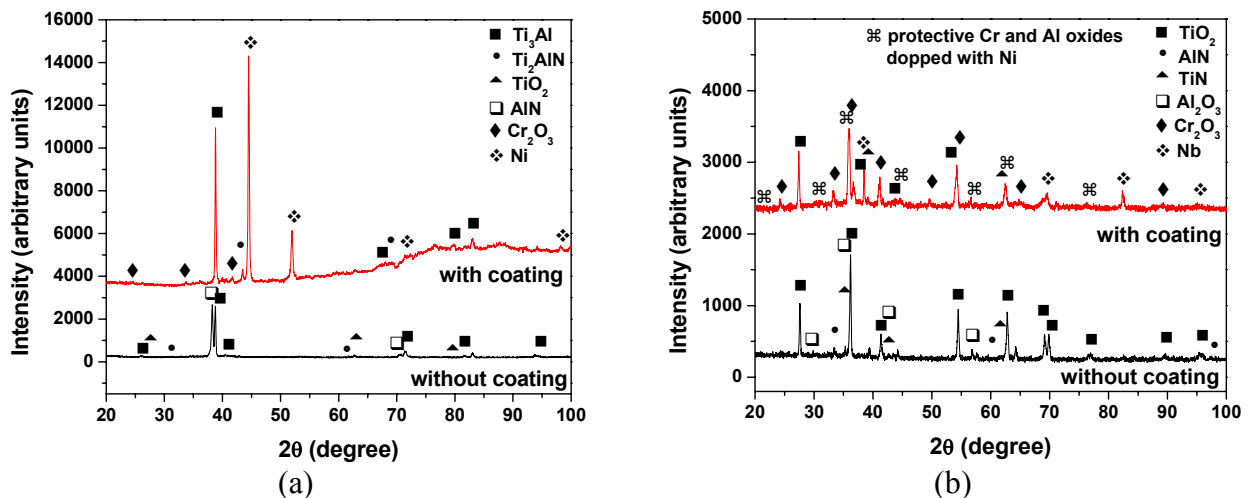 16000
14000
12000
10000
8000
6000
4000
2000
0
Intensity (arbitrary units)
Ti₃Al
Ti₂AlN
TiO₂
AlN
Cr₂O₃
Ni
with coating
without coating
20 30 40 50 60 70 80 90 100
2θ (degree)
(a)
5000
4000
3000
2000
1000
0
Intensity (arbitrary units)
⌘ protective Cr and Al oxides
dopped with Ni
TiO₂
AlN
TiN
Al₂O₃
Cr₂O₃
Nb
with coating
without coating
20 30 40 50 60 70 80 90 100
2θ (degree)
(b)